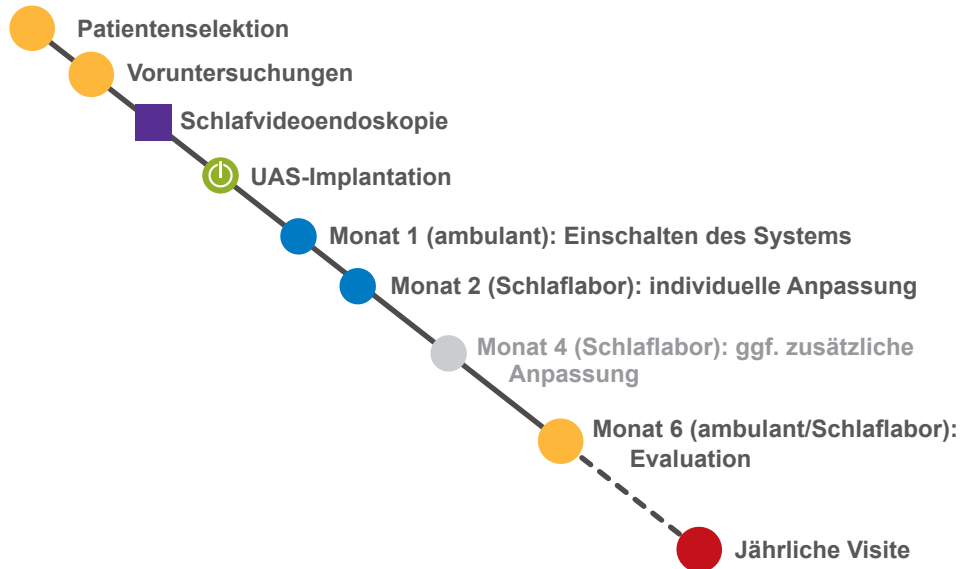 Patientenselektion
Voruntersuchungen
Schlafvideoendoskopie
UAS-Implantation
Monat 1 (ambulant): Einschalten des Systems
Monat 2 (Schlaflabor): individuelle Anpassung
Monat 4 (Schlaflabor): ggf. zusätzliche
Anpassung
Monat 6 (ambulant/Schlaflabor):
Evaluation
Jährliche Visite